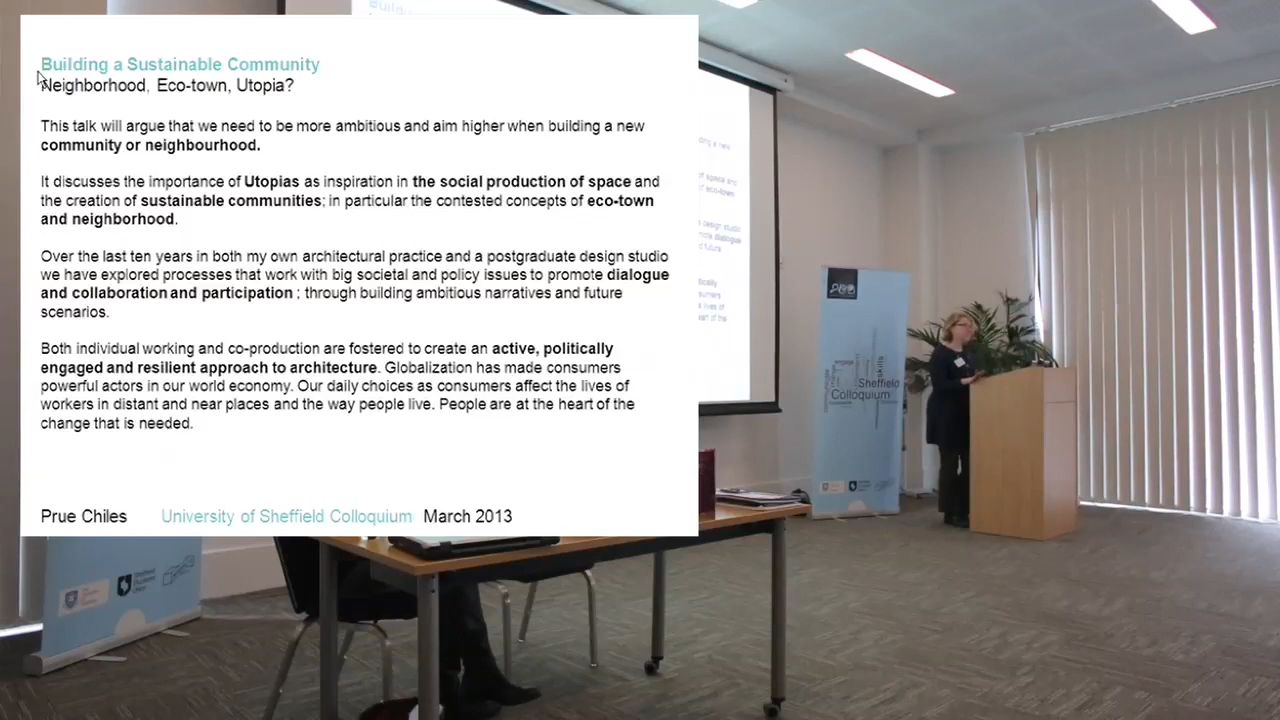 Building a Sustainable Community
Neighborhood, Eco-town, Utopia?
This talk will argue that we need to be more ambitious and aim higher when building a new
community or neighbourhood.
It discusses the importance of Utopias as inspiration in the social production of space and
the creation of sustainable communities; in particular the contested concepts of eco-town
and neighborhood.
Over the last ten years in both my own architectural practice and a postgraduate design studio
we have explored processes that work with big societal and policy issues to promote dialogue
and collaboration and participation ; through building ambitious narratives and future
scenarios.
Both individual working and co-production are fostered to create an active, politically
engaged and resilient approach to architecture. Globalization has made consumers
powerful actors in our world economy. Our daily choices as consumers affect the lives of
workers in distant and near places and the way people live. People are at the heart of the
change that is needed.
Prue Chiles University of Sheffield Colloquium March 2013
engage
skills
Sheffield
Colloquium